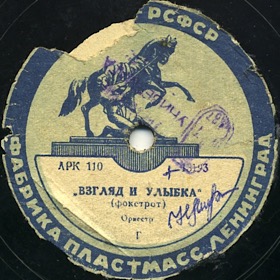 РСФСР
АРК 110
"ВЗГЛЯД И УЛЫБКА"
(фокстрот)
Оркестр
Г
ФАБРИКА ПЛАСТМАСС. ЛЕНИНГРАД